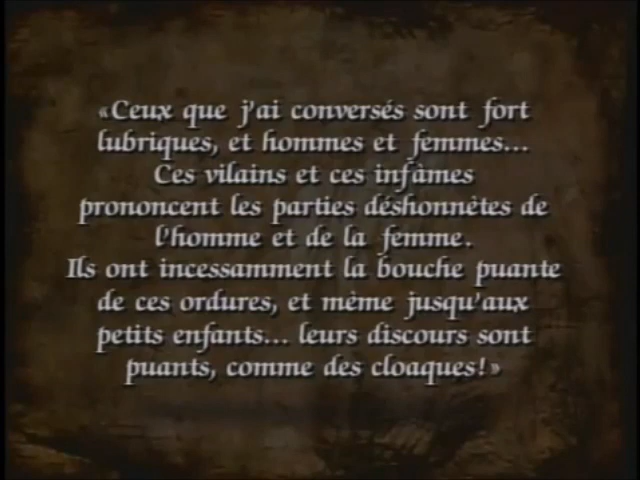 «Ceux que j'ai conversés sont fort
lubriques, et hommes et femmes...
Ces vilains et ces infâmes
prononcent les parties déshonnètes de
l'homme et de la femme.
Ils ont incessamment la bouche puante
de ces ordures, et mème jusqu'aux
petits enfants... leurs discours sont
puants, comme des cloaques!»